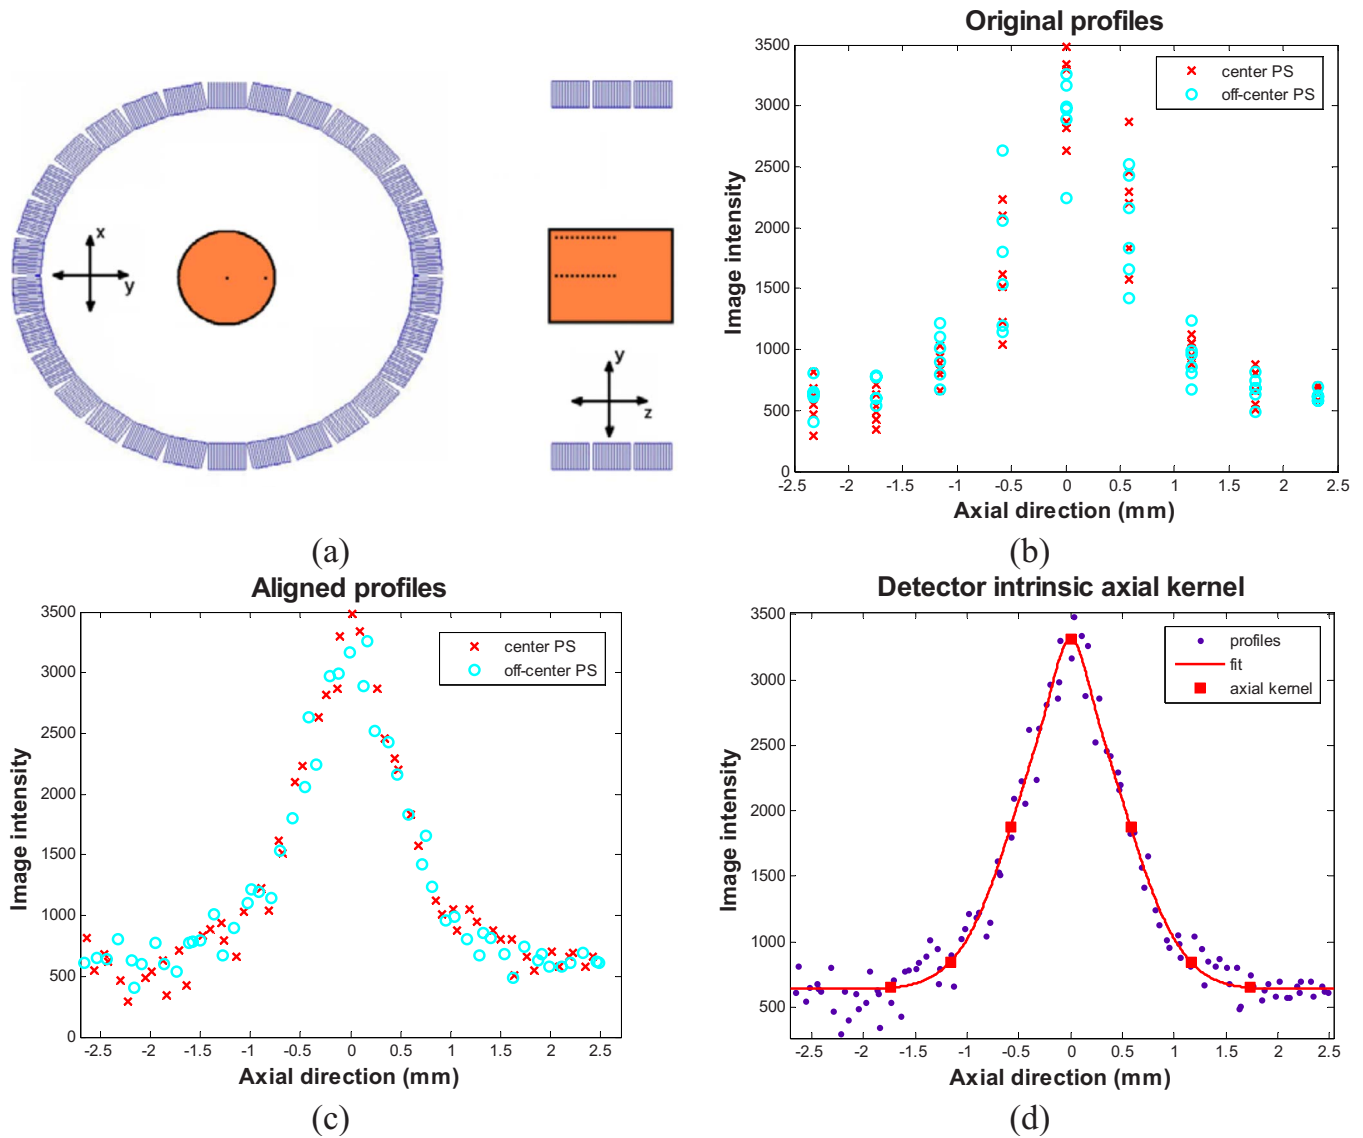 x
y
y
z
(a)
Original profiles
Image intensity
3500
3000
2500
2000
1500
1000
500
0
center PS
off-center PS
-2.5 -2 -1.5 -1 -0.5 0 0.5 1 1.5 2 2.5
Axial direction (mm)
(b)
Aligned profiles
Image intensity
3500
3000
2500
2000
1500
1000
500
0
center PS
off-center PS
-2.5 -2 -1.5 -1 -0.5 0 0.5 1 1.5 2 2.5
Axial direction (mm)
(c)
Detector intrinsic axial kernel
Image intensity
3500
3000
2500
2000
1500
1000
500
profiles
fit
axial kernel
-2.5 -2 -1.5 -1 -0.5 0 0.5 1 1.5 2 2.5
Axial direction (mm)
(d)